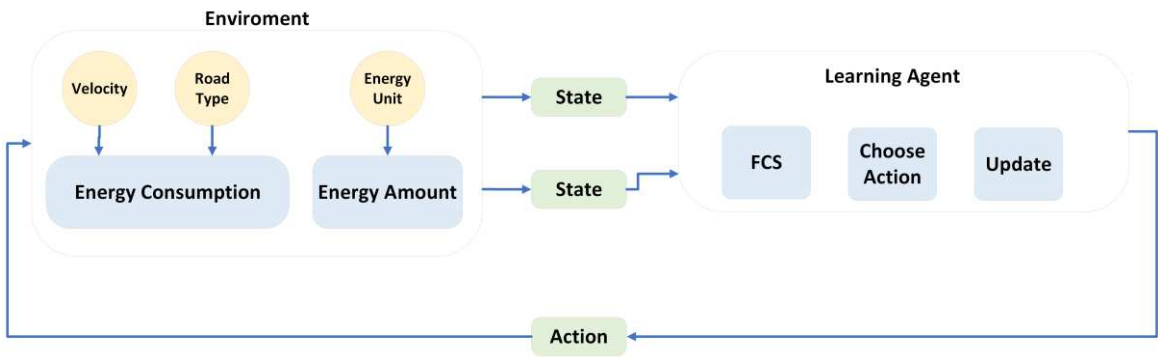 Enviroment
Velocity
Road
Type
Energy
Unit
Energy Consumption
Energy Amount
State
State
Learning Agent
FCS
Choose
Action
Update
Action